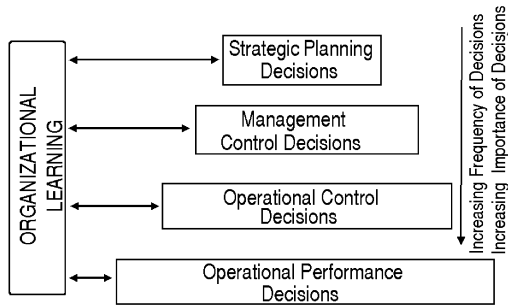 ORGANIZATIONAL
LEARNING
Strategic Planning
Decisions
Management
Control Decisions
Operational Control
Decisions
Operational Performance
Decisions
Increasing Frequency of Decisions
Increasing Importance of Decisions